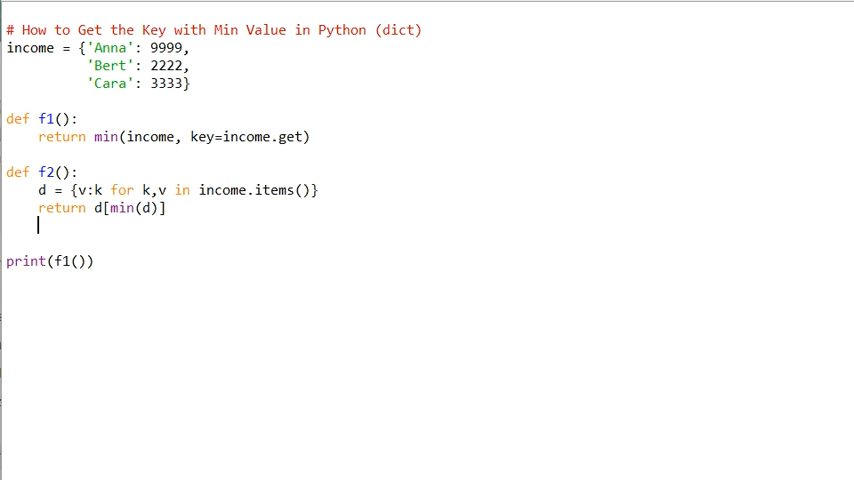 # How to Get the Key with Min Value in Python (dict)
income = {'Anna': 9999,
          'Bert': 2222,
          'Cara': 3333}
def f1():
    return min(income, key=income.get)
def f2():
    d = {v:k for k,v in income.items()}
    return d[min(d)]
print(f1())